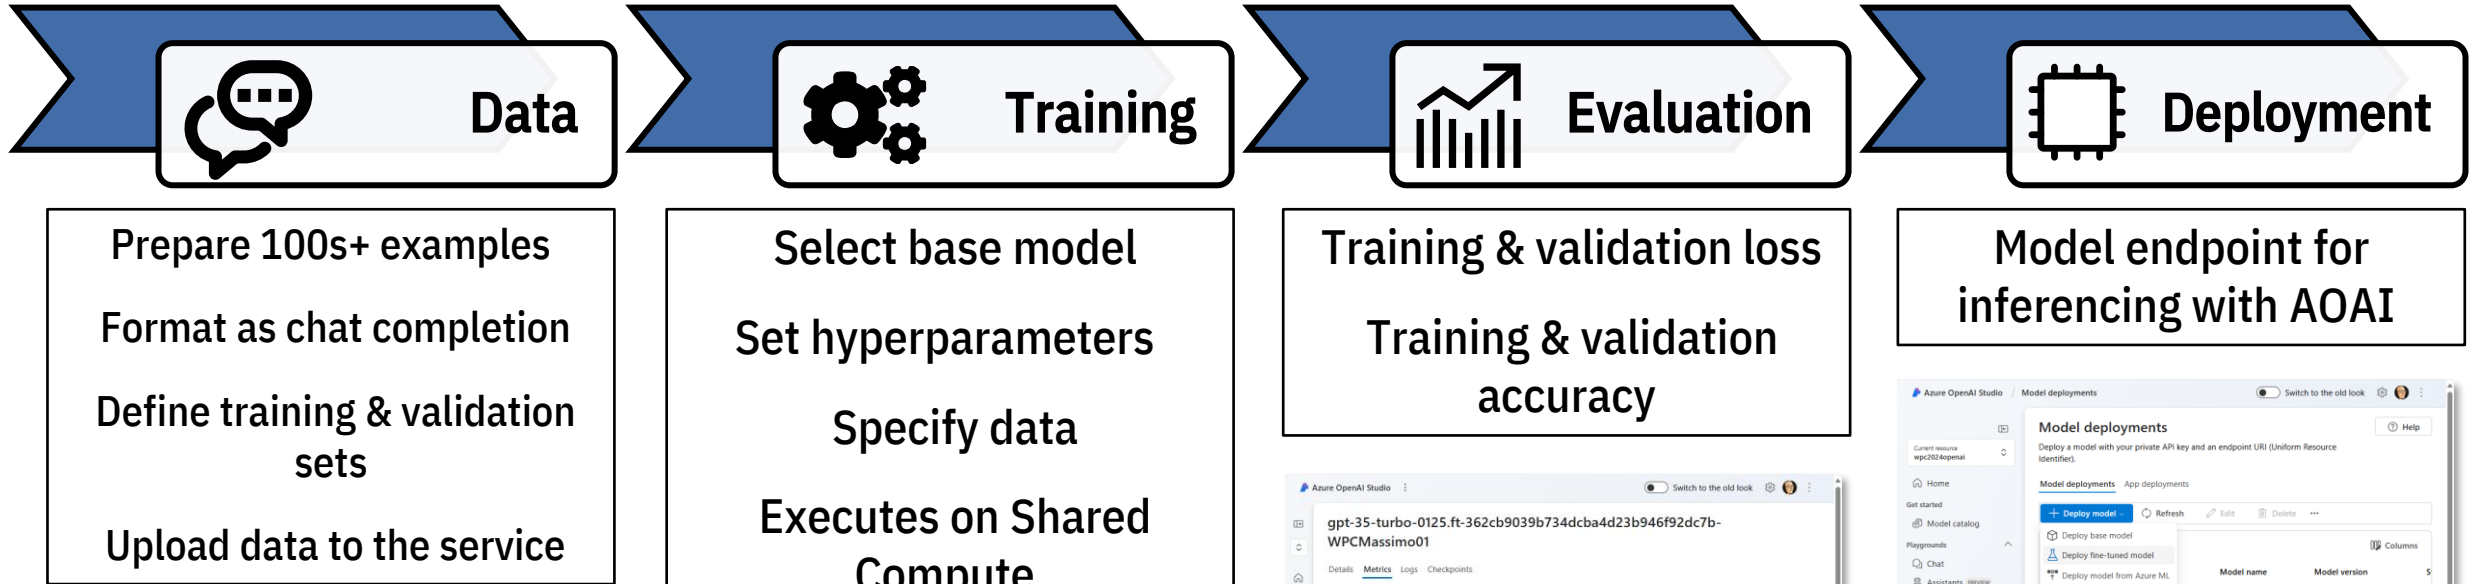 Data
Training
Evaluation
Deployment
Prepare 100s+ examples
Format as chat completion
Define training & validation
sets
Upload data to the service
Select base model
Set hyperparameters
Specify data
Executes on Shared
Compute
Training & validation loss
Training & validation
accuracy
Azure OpenAI Studio
Switch to the old look
gpt-35-turbo-0125.ft-362cb9039b734dcba4d23b946f92dc7b-
WPCMassimo01
Details Metrics Logs Checkpoints
Model endpoint for
inferencing with AOAI
Azure OpenAI Studio / Model deployments
Switch to the old look
Current resource
wpc2024openai
Home
Get started
Model catalog
Playgrounds
Chat
Assistants PREVIEW
Model deployments
Help
Deploy a model with your private API key and an endpoint URI (Uniform Resource
Identifier).
Model deployments App deployments
+ Deploy model Refresh Edit Delete ...
Deploy base model
Columns
Deploy fine-tuned model
Deploy model from Azure ML
Model name Model version S